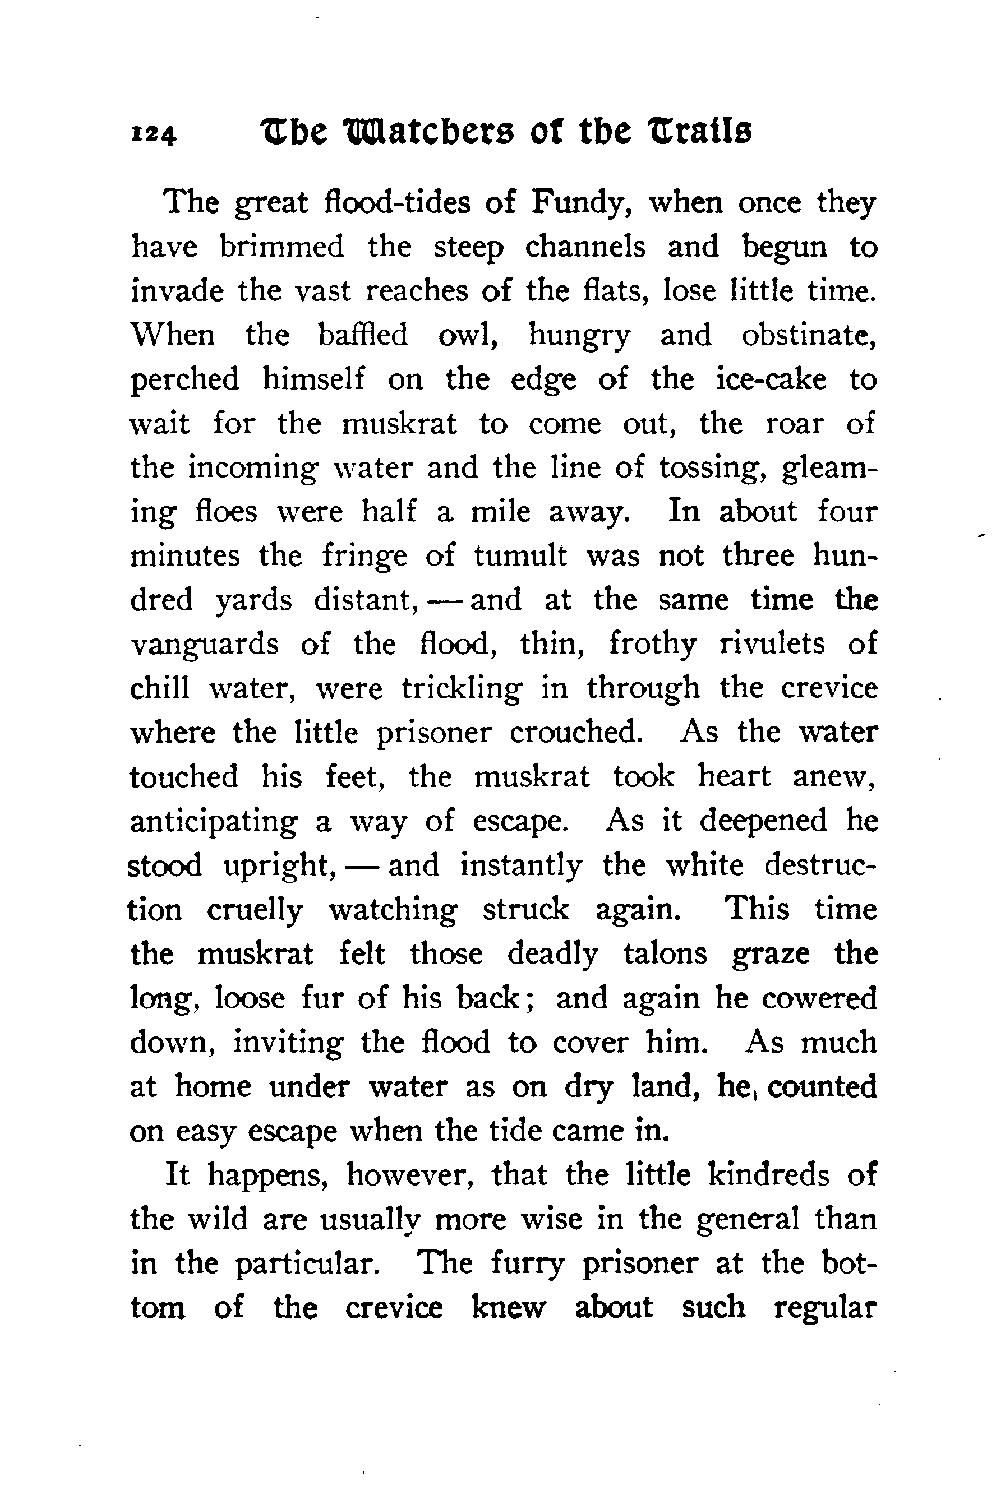 124 The Watchers of the Trails
The great flood-tides of Fundy, when once they
have brimmed the steep channels and begun to
invade the vast reaches of the flats, lose little time.
When the baffled owl, hungry and obstinate,
perched himself on the edge of the ice-cake to
wait for the muskrat to come out, the roar of
the incoming water and the line of tossing, gleam-
ing floes were half a mile away. In about four
minutes the fringe of tumult was not three hun-
dred yards distant, — and at the same time the
vanguards of the flood, thin, frothy rivulets of
chill water, were trickling in through the crevice
where the little prisoner crouched. As the water
touched his feet, the muskrat took heart anew,
anticipating a way of escape. As it deepened he
stood upright, — and instantly the white destruc-
tion cruelly watching struck again. This time
the muskrat felt those deadly talons graze the
long, loose fur of his back; and again he cowered
down, inviting the flood to cover him. As much
at home under water as on dry land, he, counted
on easy escape when the tide came in.
It happens, however, that the little kindreds of
the wild are usually more wise in the general than
in the particular. The furry prisoner at the bot-
tom of the crevice knew about such regular